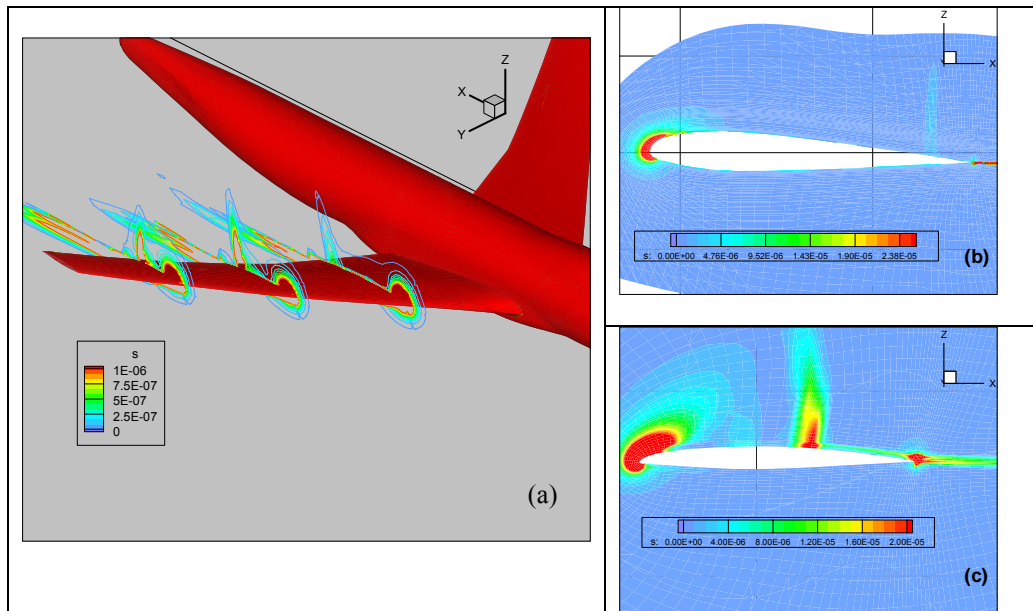 Z
X
Y
s
1E-06
7.5E-07
5E-07
2.5E-07
0
(a)
Z
X
s: 0.00E+00 4.76E-06 9.52E-06 1.43E-05 1.90E-05 2.38E-05
(b)
Z
X
s: 0.00E+00 4.00E-06 8.00E-06 1.20E-05 1.60E-05 2.00E-05
(c)